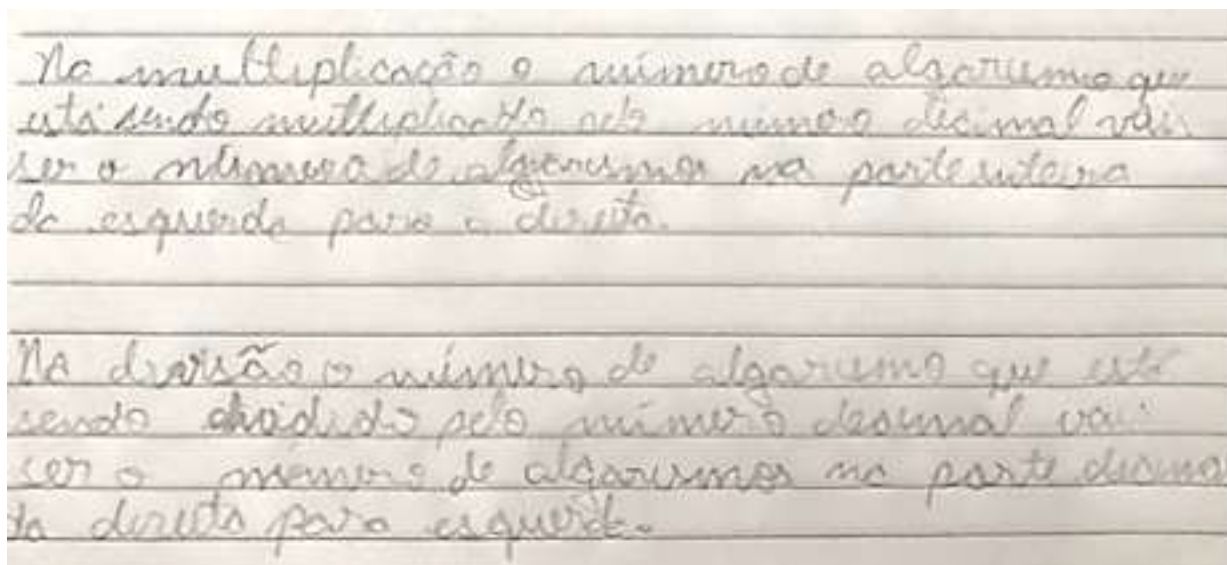 Na multiplicação o número de algarismo que
está sendo multiplicado pelo número decimal vai
ser o número de algarismos na parte inteira
da esquerda para a direita.
Na divisão o número de algarismo que está
sendo dividido pelo número desimal vai
ser o número de algarismos na parte decima
da direita para esquerda.